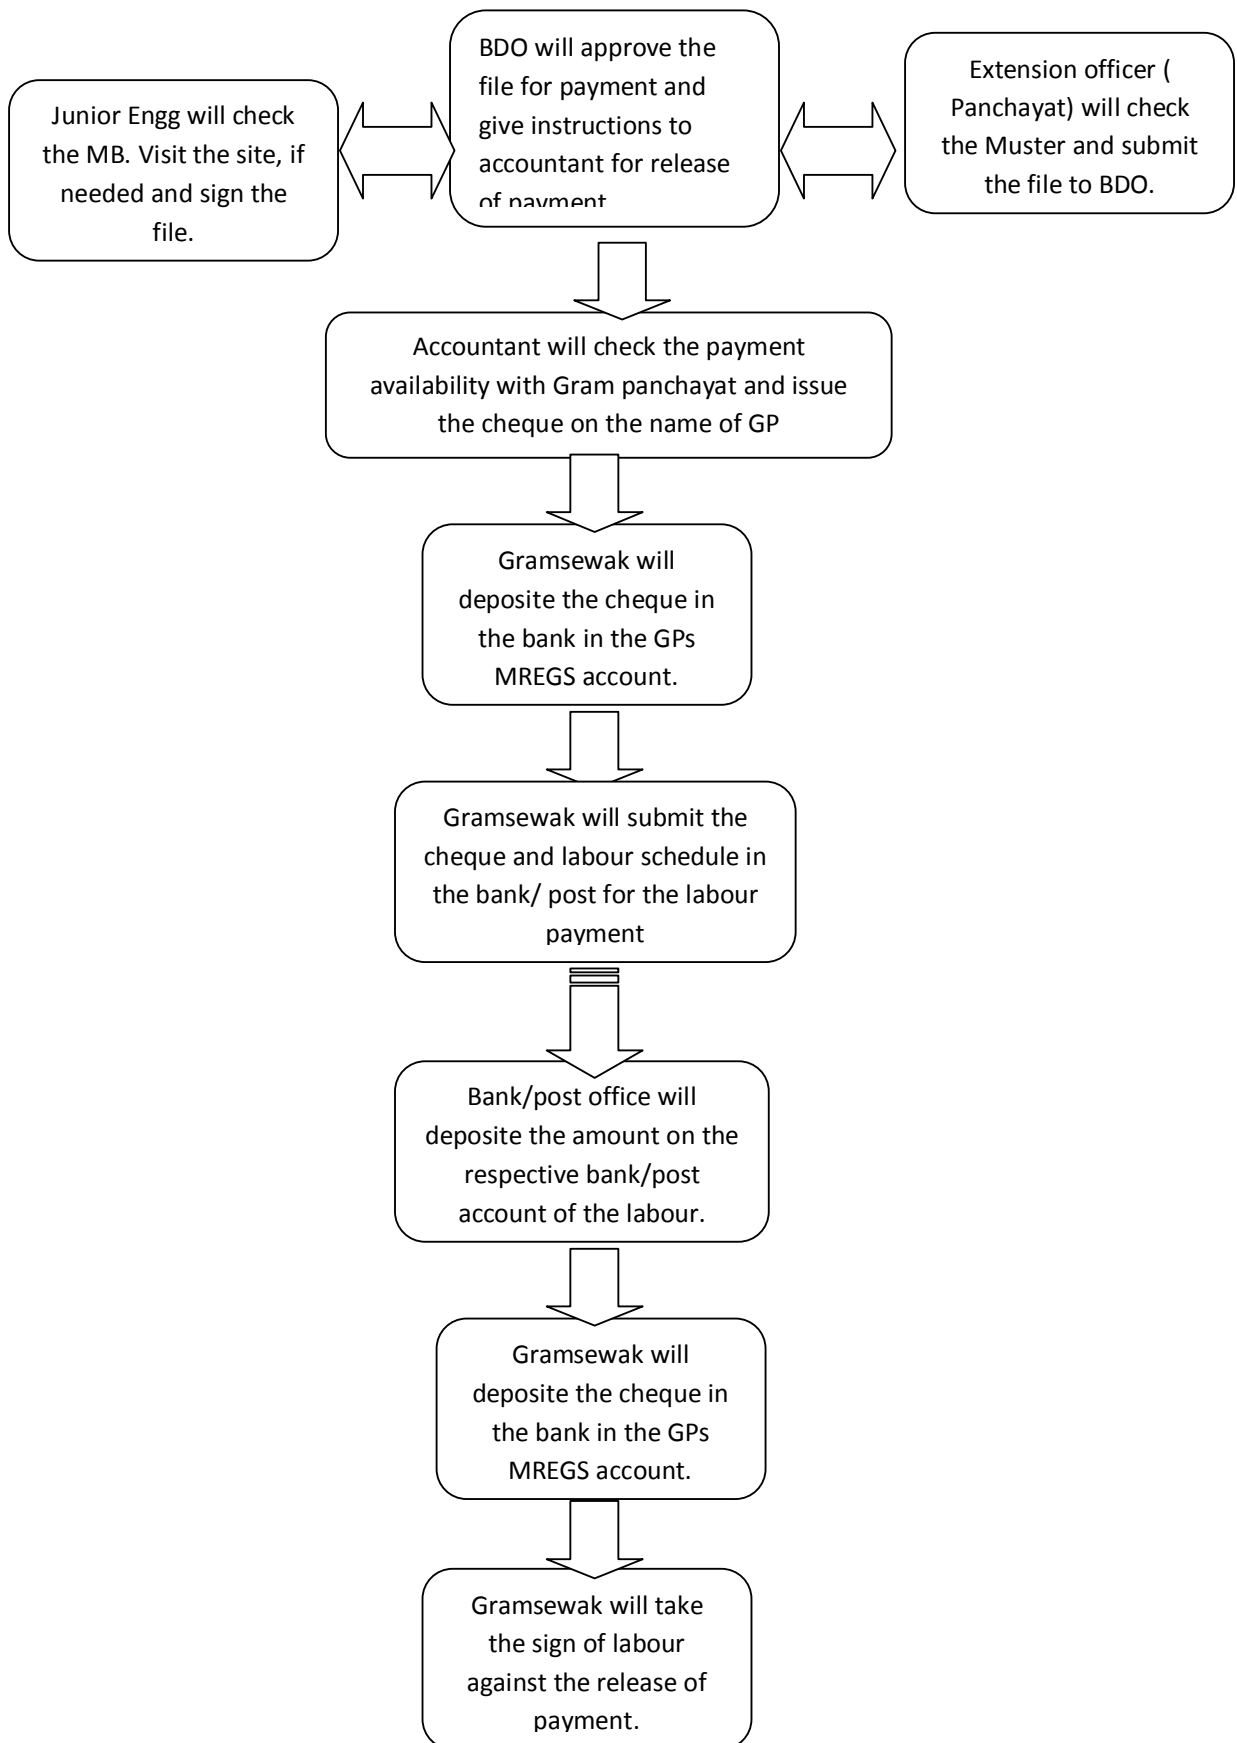 Junior Engg will check
the MB. Visit the site, if
needed and sign the
file.
BDO will approve the
file for payment and
give instructions to
accountant for release
of payment
Extension officer (
Panchayat) will check
the Muster and submit
the file to BDO.
Accountant will check the payment
availability with Gram panchayat and issue
the cheque on the name of GP
Gramsewak will
deposite the cheque in
the bank in the GPs
MREGS account.
Gramsewak will submit the
cheque and labour schedule in
the bank/ post for the labour
payment
Bank/post office will
deposite the amount on the
respective bank/post
account of the labour.
Gramsewak will
deposite the cheque in
the bank in the GPs
MREGS account.
Gramsewak will take
the sign of labour
against the release of
payment.